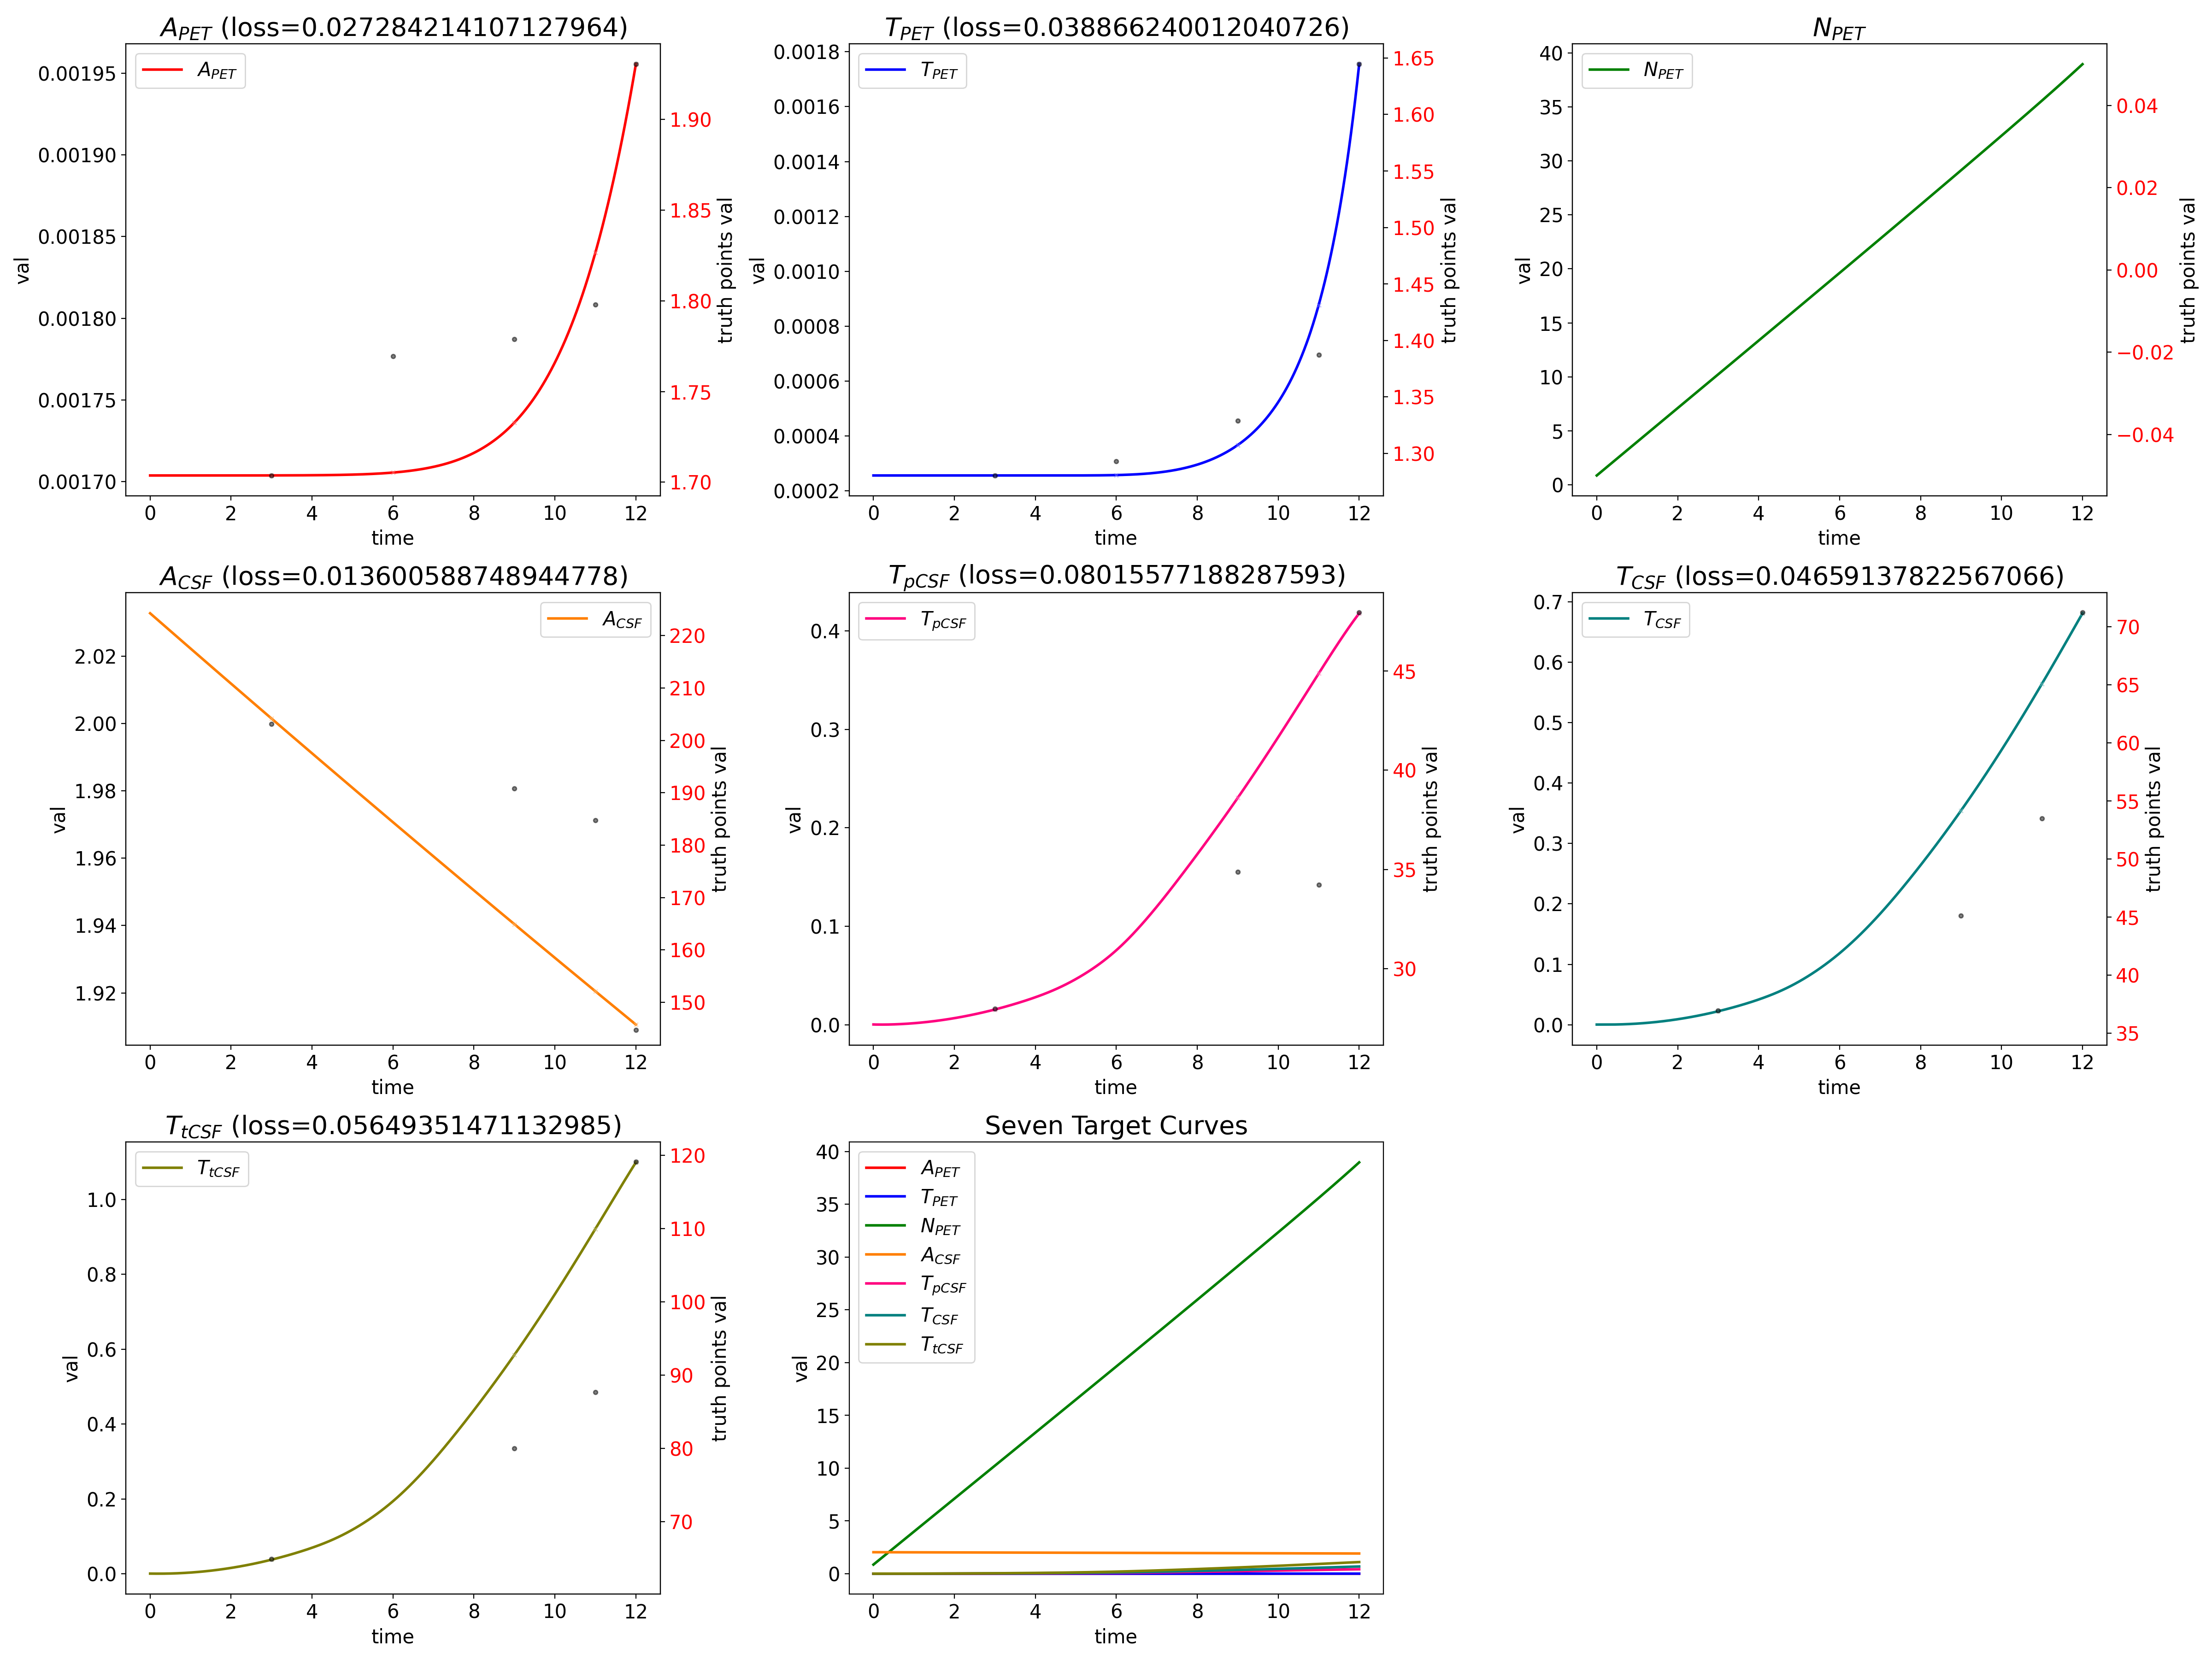 A_PET (loss=0.027284214107127964)
A_PET
0.00195
0.00190
0.00185
0.00180
0.00175
0.00170
val
1.90
1.85
1.80
1.75
1.70
truth points val
0 2 4 6 8 10 12
time
T_PET (loss=0.038866240012040726)
T_PET
0.0018
0.0016
0.0014
0.0012
0.0010
0.0008
0.0006
0.0004
0.0002
val
1.65
1.60
1.55
1.50
1.45
1.40
1.35
1.30
truth points val
0 2 4 6 8 10 12
time
N_PET
N_PET
40
35
30
25
20
15
10
5
0
val
0.04
0.02
0.00
−0.02
−0.04
truth points val
0 2 4 6 8 10 12
time
A_CSF (loss=0.013600588748944778)
A_CSF
2.02
2.00
1.98
1.96
1.94
1.92
val
220
210
200
190
180
170
160
150
truth points val
0 2 4 6 8 10 12
time
T_pCSF (loss=0.08015577188287593)
T_pCSF
0.4
0.3
0.2
0.1
0.0
val
45
40
35
30
truth points val
0 2 4 6 8 10 12
time
T_CSF (loss=0.04659137822567066)
T_CSF
0.7
0.6
0.5
0.4
0.3
0.2
0.1
0.0
val
70
65
60
55
50
45
40
35
truth points val
0 2 4 6 8 10 12
time
T_tCSF (loss=0.05649351471132985)
T_tCSF
1.0
0.8
0.6
0.4
0.2
0.0
val
120
110
100
90
80
70
truth points val
0 2 4 6 8 10 12
time
Seven Target Curves
A_PET
T_PET
N_PET
A_CSF
T_pCSF
T_CSF
T_tCSF
40
35
30
25
20
15
10
5
0
val
0 2 4 6 8 10 12
time